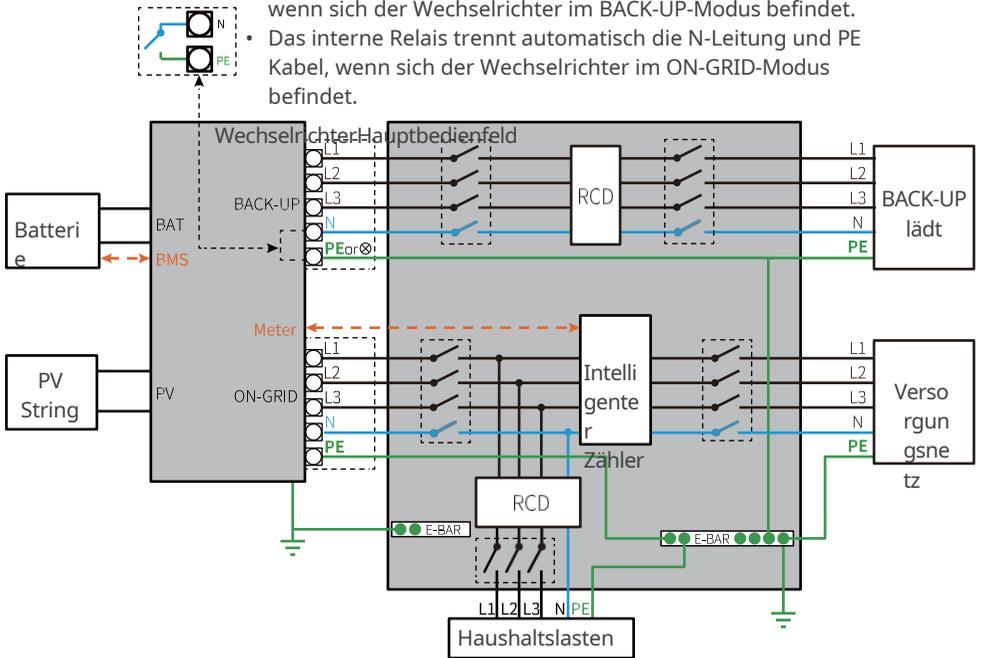 wenn sich der Wechselrichter im BACK-UP-Modus befindet.
N
PE
• Das interne Relais trennt automatisch die N-Leitung und PE
Kabel, wenn sich der Wechselrichter im ON-GRID-Modus
befindet.
WechselrichterHauptbedienfeld
L1
L2
L3
N
PEor⊗
BACK-UP
RCD
L1
L2
L3
N
PE
BACK-UP
lädt
Batteri
e
BAT
BMS
Meter
PV
String
PV
ON-GRID
L1
L2
L3
N
PE
Intelli
gente
r
Zähler
L1
L2
L3
N
PE
Verso
rgun
gsne
tz
RCD
E-BAR
E-BAR
L1 L2 L3 N PE
Haushaltslasten